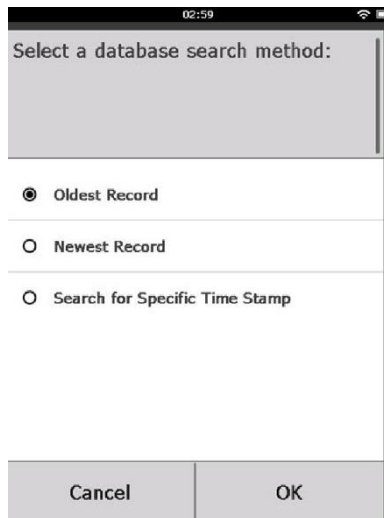 02:59
Select a database search method:
Oldest Record
Newest Record
Search for Specific Time Stamp
Cancel
OK